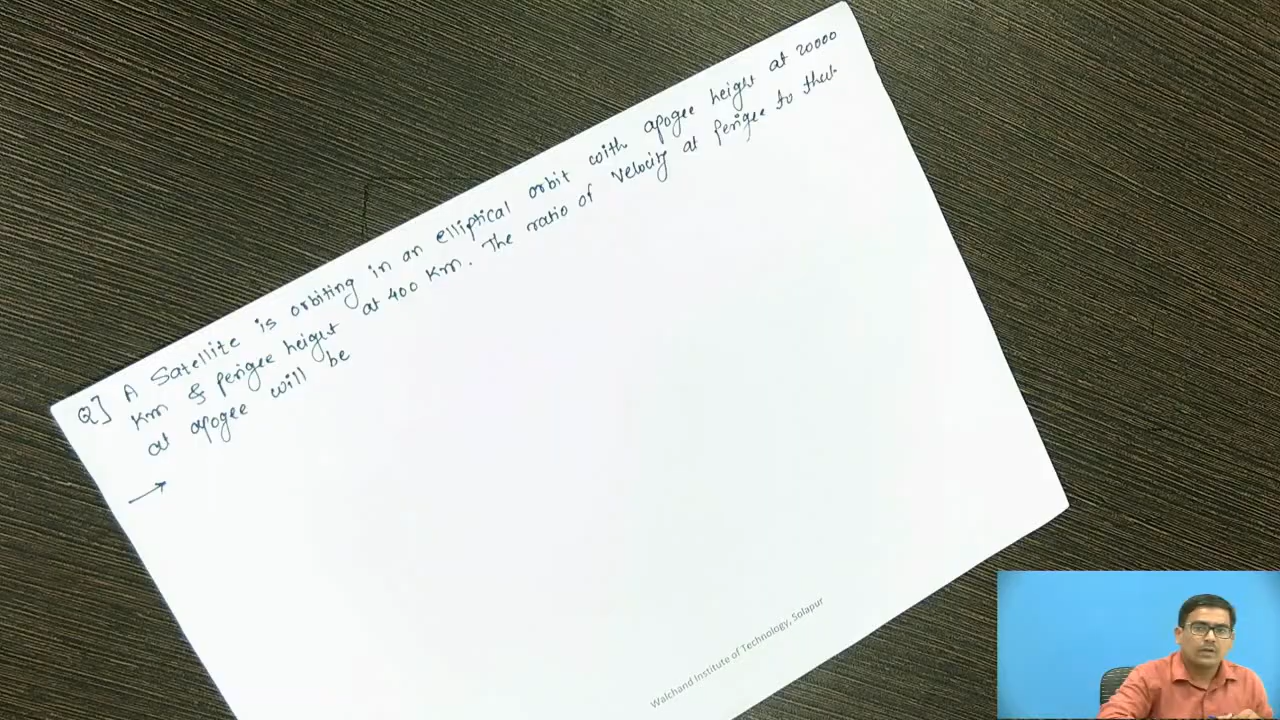 Q] A Satellite is orbiting in an elliptical orbit with apogee height at 20000
Km & perigee height at 400 Km. The ratio of velocity at perigee to that
at apogee will be
→
Walchand Institute of Technology, Solapur